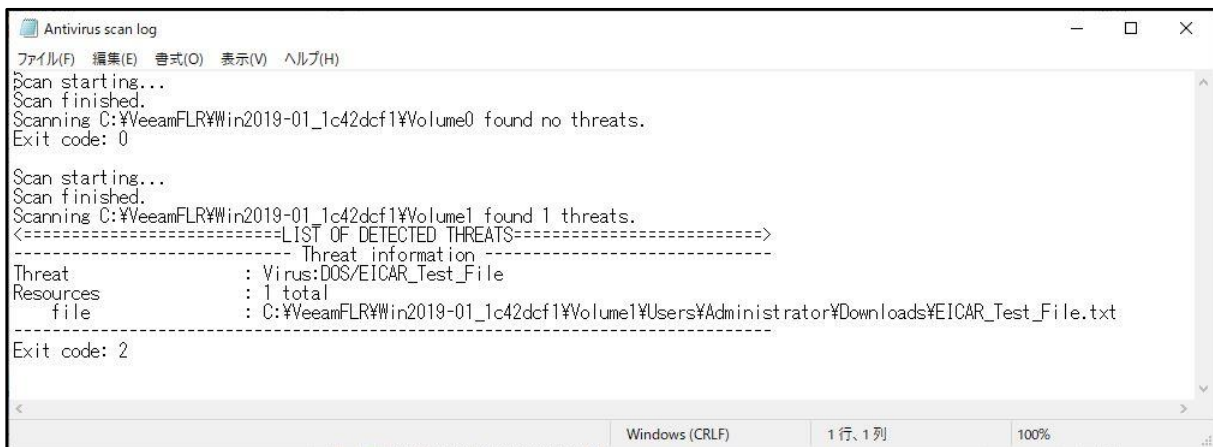 Antivirus scan log
ファイル(F) 編集(E) 書式(O) 表示(V) ヘルプ(H)
Scan starting...
Scan finished.
Scanning C:¥VeeamFLR¥Win2019-01_1c42dcf1¥Volume0 found no threats.
Exit code: 0
Scan starting...
Scan finished.
Scanning C:¥VeeamFLR¥Win2019-01_1c42dcf1¥Volume1 found 1 threats.
<===========================LIST OF DETECTED THREATS==========================>
----------------------------- Threat information ------------------------------
Threat : Virus:DOS/EICAR_Test_File
Resources : 1 total
file : C:¥VeeamFLR¥Win2019-01_1c42dcf1¥Volume1¥Users¥Administrator¥Downloads¥EICAR_Test_File.txt
-------------------------------------------------------------------------------
Exit code: 2
Windows (CRLF) 1行、1列 100%